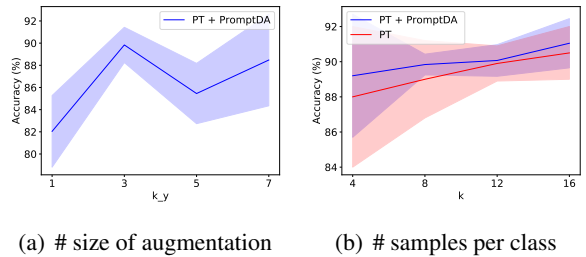 PT + PromptDA
Accuracy (%)
92
90
88
86
84
82
80
1 3 5 7
k_y
(a) # size of augmentation
PT + PromptDA
PT
Accuracy (%)
92
90
88
86
84
4 8 12 16
k
(b) # samples per class